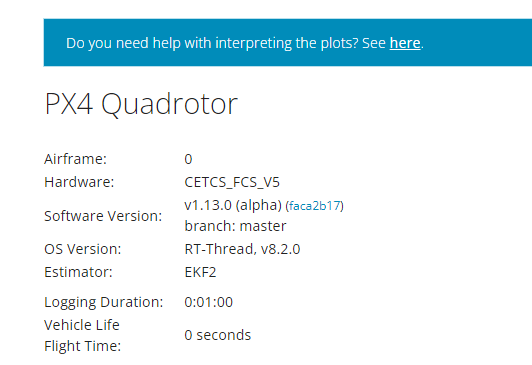 Do you need help with interpreting the plots? See here.
PX4 Quadrotor
Airframe: 0
Hardware: CETCS_FCS_V5
Software Version: v1.13.0 (alpha) (faca2b17)
branch: master
OS Version: RT-Thread, v8.2.0
Estimator: EKF2
Logging Duration: 0:01:00
Vehicle Life
Flight Time: 0 seconds